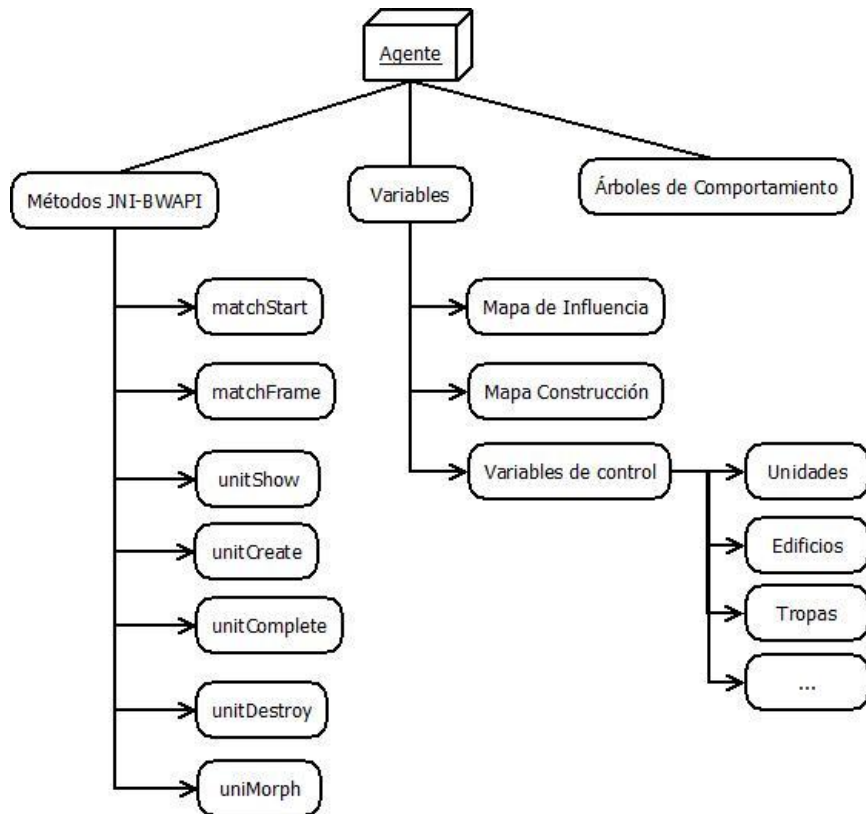 Agente
Métodos JNI-BWAPI
Variables
Árboles de Comportamiento
matchStart
matchFrame
unitShow
unitCreate
unitComplete
unitDestroy
uniMorph
Mapa de Influencia
Mapa Construcción
Variables de control
Unidades
Edificios
Tropas
...